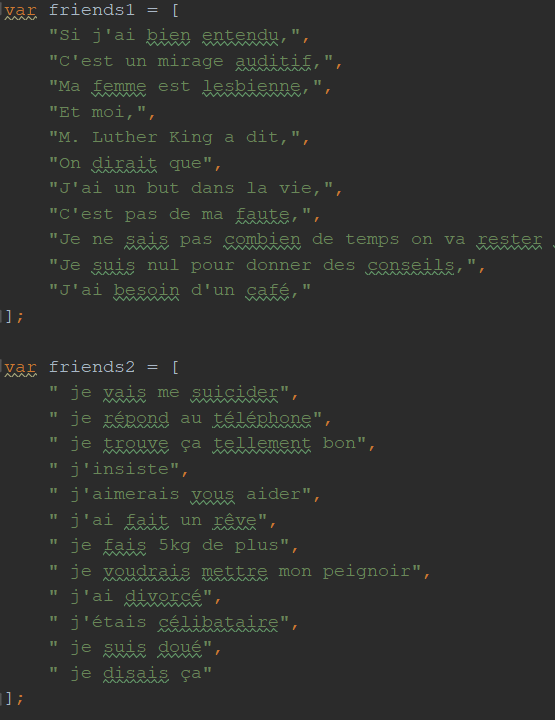 var friends1 = [
"Si j'ai bien entendu,",
"C'est un mirage auditif,",
"Ma femme est lesbienne,",
"Et moi,",
"M. Luther King a dit,",
"On dirait que",
"J'ai un but dans la vie,",
"C'est pas de ma faute,",
"Je ne sais pas combien de temps on va rester
"Je suis nul pour donner des conseils,",
"J'ai besoin d'un café,"
];
var friends2 = [
" je vais me suicider",
" je répond au téléphone",
" je trouve ça tellement bon",
" j'insiste",
" j'aimerais vous aider",
" j'ai fait un rêve",
" je fais 5kg de plus",
" je voudrais mettre mon peignoir",
" j'ai divorcé",
" j'étais célibataire",
" je suis doué",
" je disais ça"
];